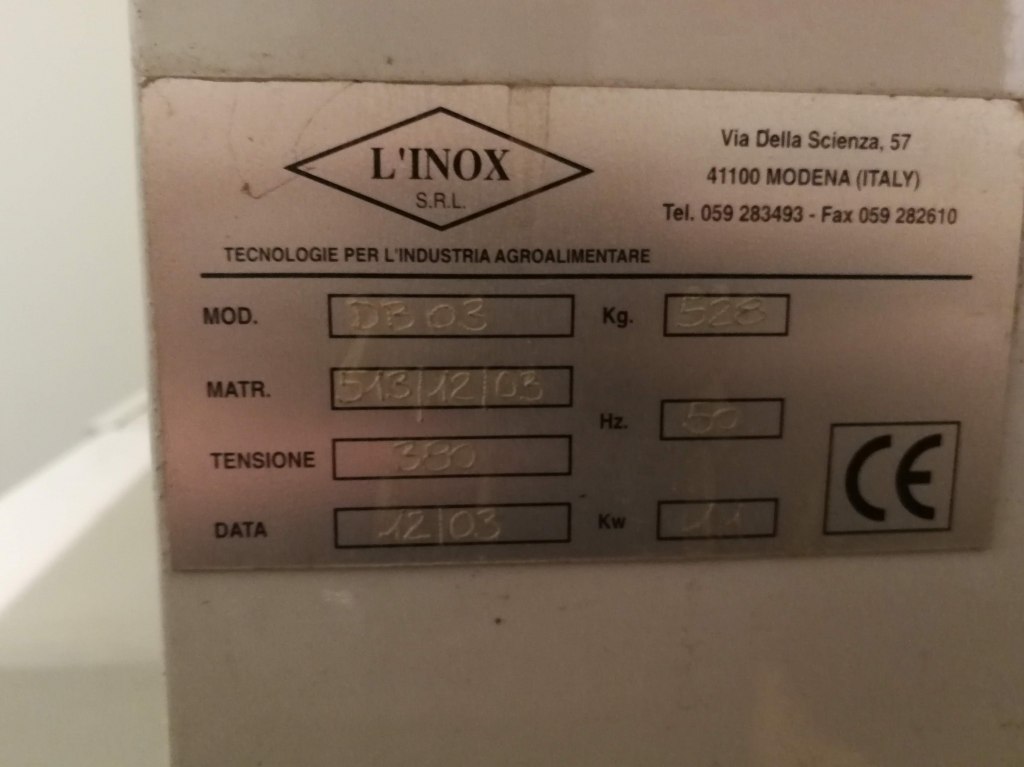 L'INOX
S.R.L.
Via Della Scienza, 57
41100 MODENA (ITALY)
Tel. 059 283493 - Fax 059 282610
TECNOLOGIE PER L'INDUSTRIA AGROALIMENTARE
MOD. DB 03 Kg. 528
MATR. 513/12/03
Hz. 50
TENSIONE 380
DATA 12/03 Kw
CE